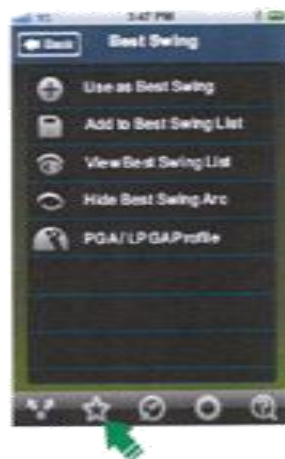 3:47 PM
Back
Best Swing
Use as Best Swing
Add to Best Swing List
View Best Swing List
Hide Best Swing Arc
PGA/LPGA Profile